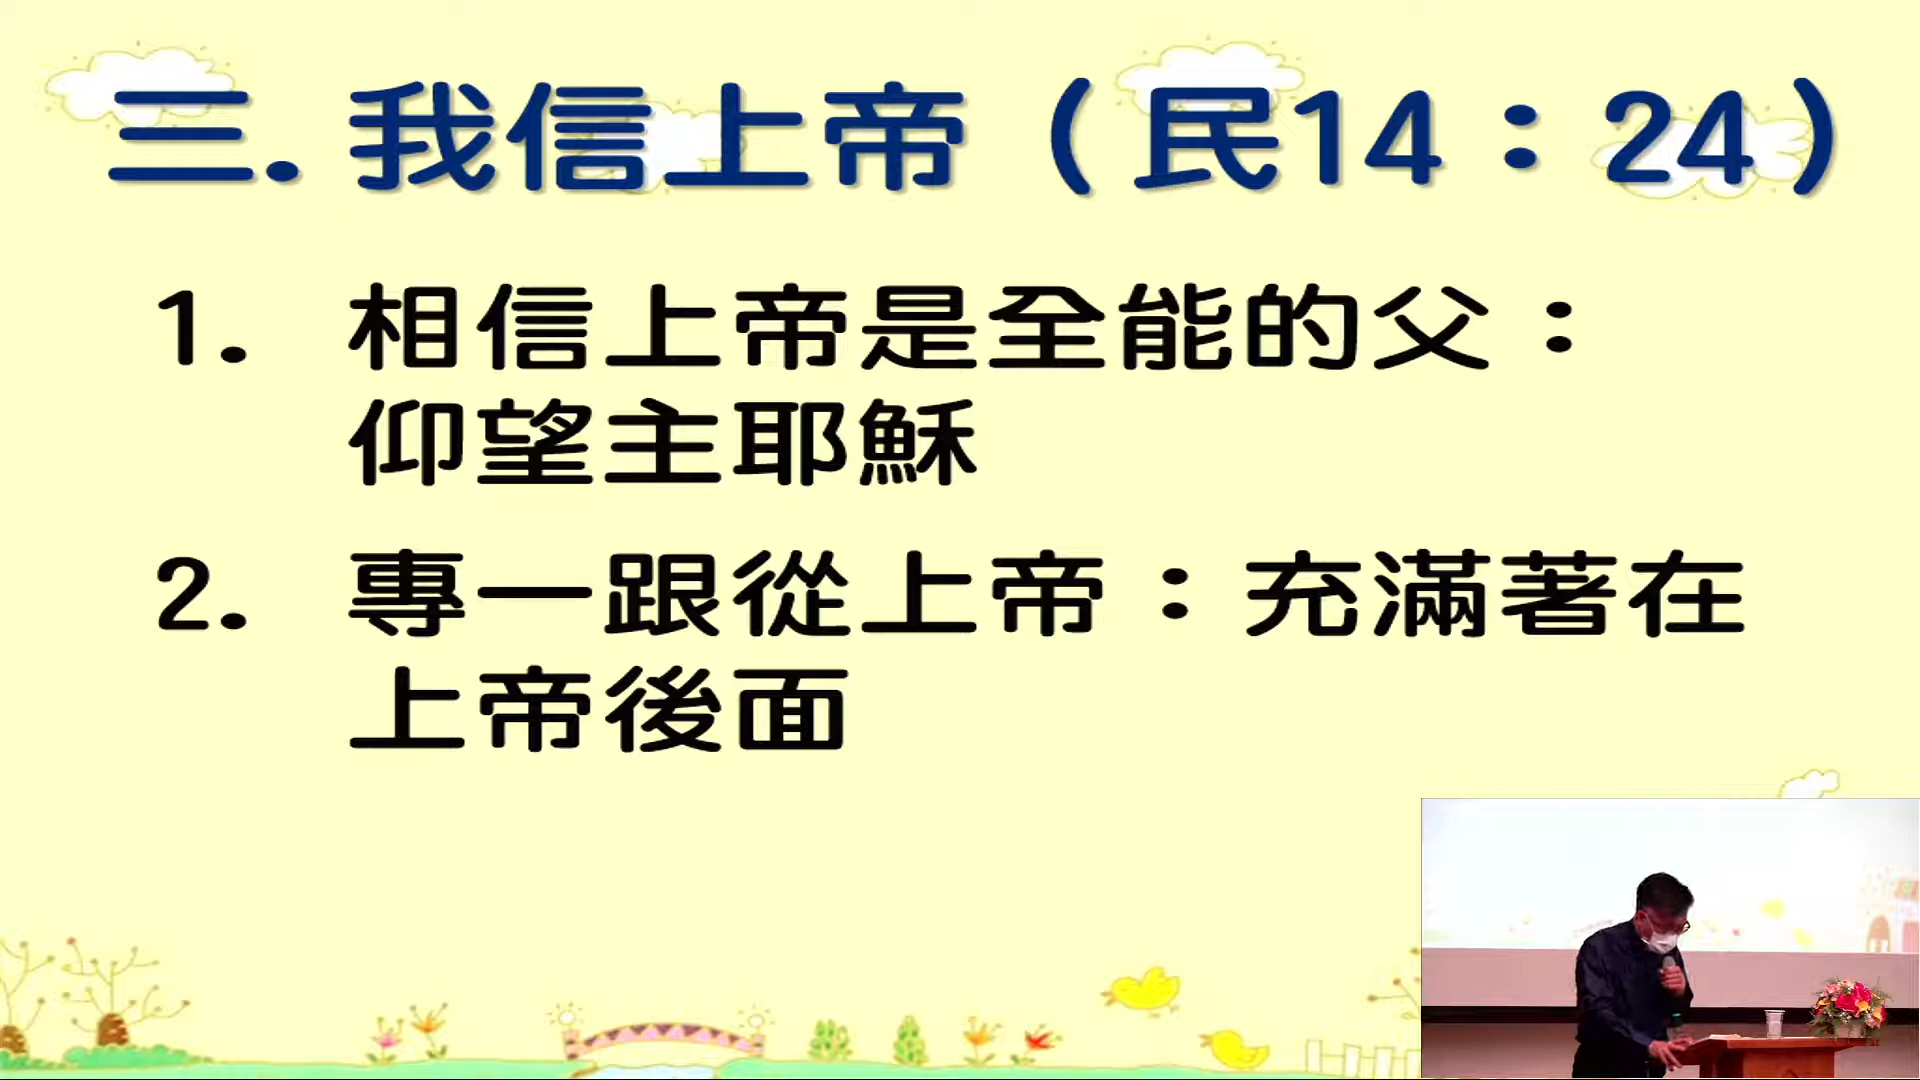 三.我信上帝（民14：24）
1. 相信上帝是全能的父：
仰望主耶穌
2. 專一跟從上帝：充滿著在
上帝後面